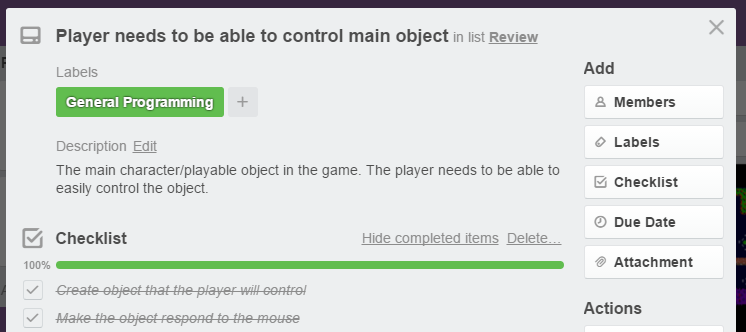 Player needs to be able to control main object in list Review
Labels
General Programming
+
Description Edit
The main character/playable object in the game. The player needs to be able to
easily control the object.
Checklist
Hide completed items Delete…
100%
Create object that the player will control
Make the object respond to the mouse
Add
Members
Labels
Checklist
Due Date
Attachment
Actions